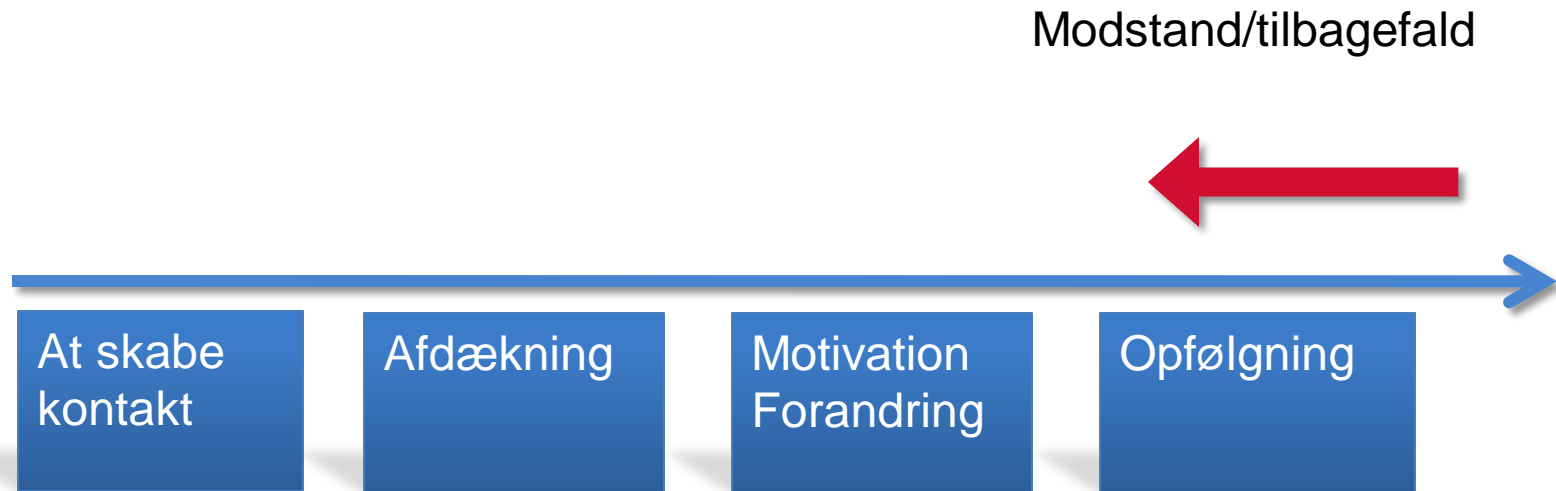 Modstand/tilbagefald
At skabe
kontakt
Afdækning
Motivation
Forandring
Opfølgning